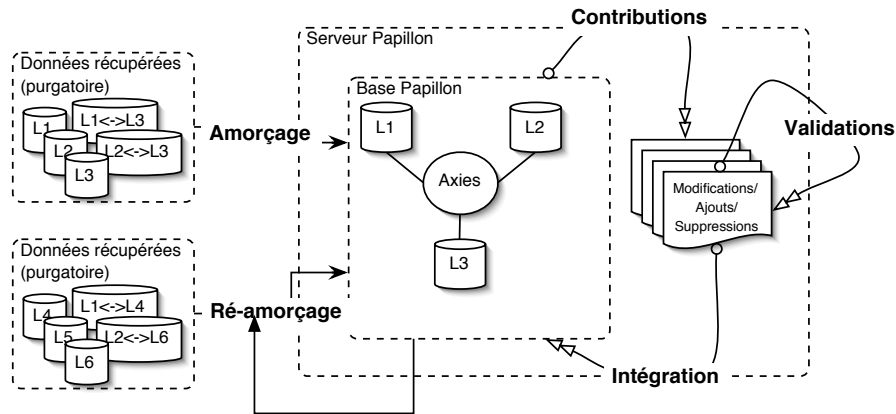 Contributions
Serveur Papillon
Données récupérées
(purgatoire)
L1
L1<->L3
L2
L2<->L3
L3
Amorçage
Base Papillon
L1
L2
Axies
L3
Validations
Modifications/
Ajouts/
Suppressions
Données récupérées
(purgatoire)
L4
L1<->L4
L5
L2<->L6
L6
Ré-amorçage
Intégration